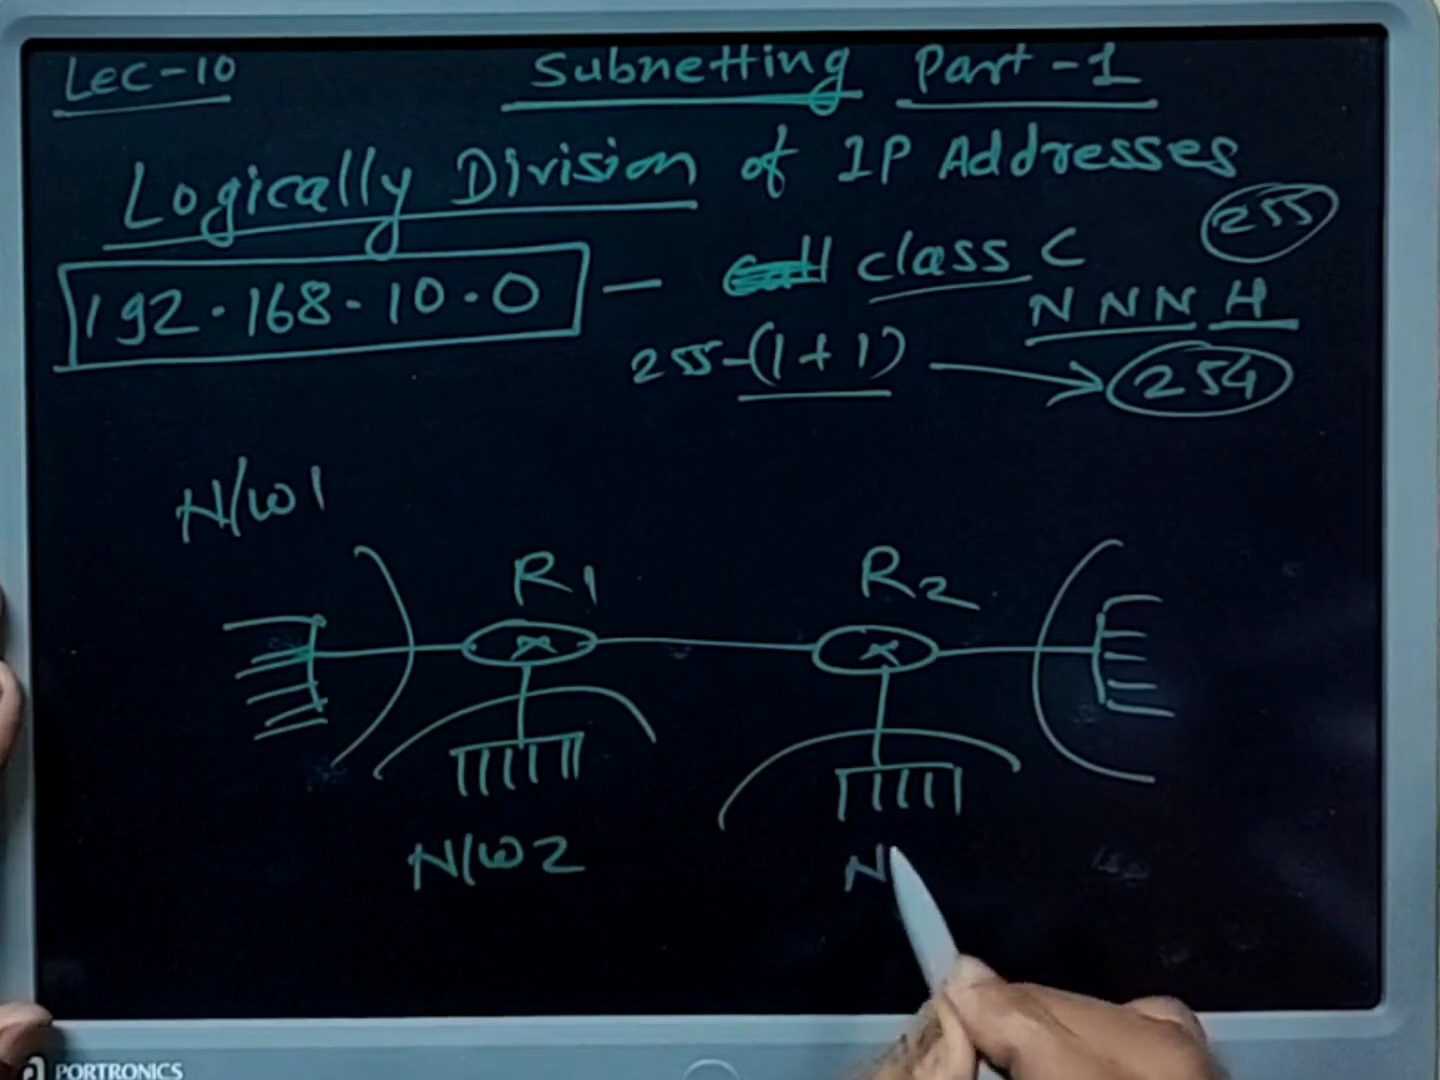 Lec-10 Subnetting Part-1
Logically Division of IP Addresses
255
192.168.10.0 - class C
N N N H
255-(1+1) → 254
N/W1
R1 R2
N/W2 N
PORTRONICS